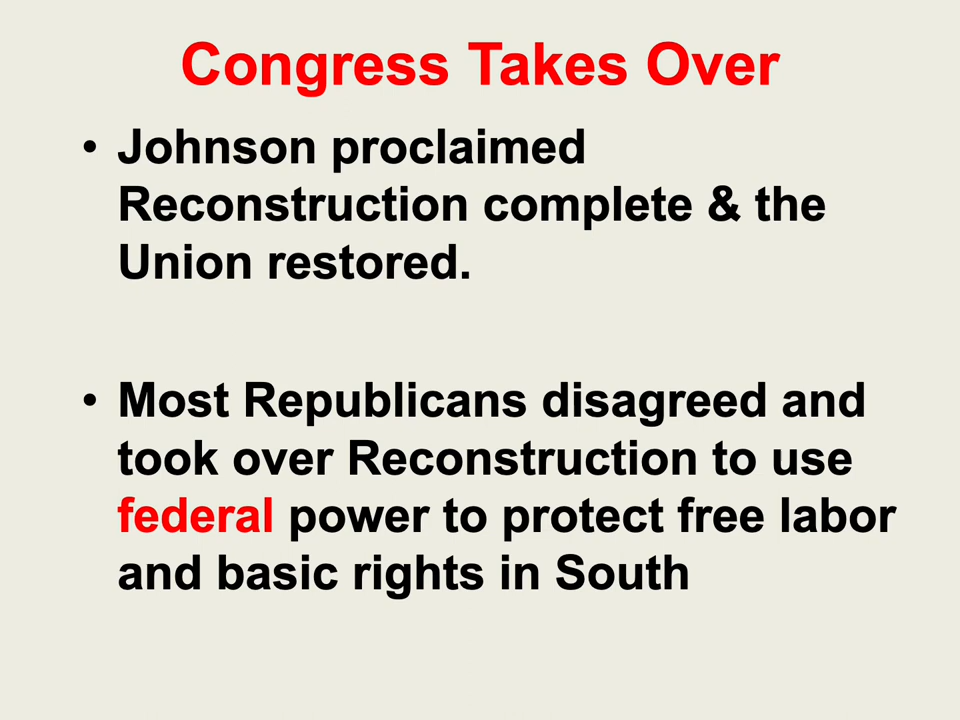 Congress Takes Over
• Johnson proclaimed
Reconstruction complete & the
Union restored.
• Most Republicans disagreed and
took over Reconstruction to use
federal power to protect free labor
and basic rights in South